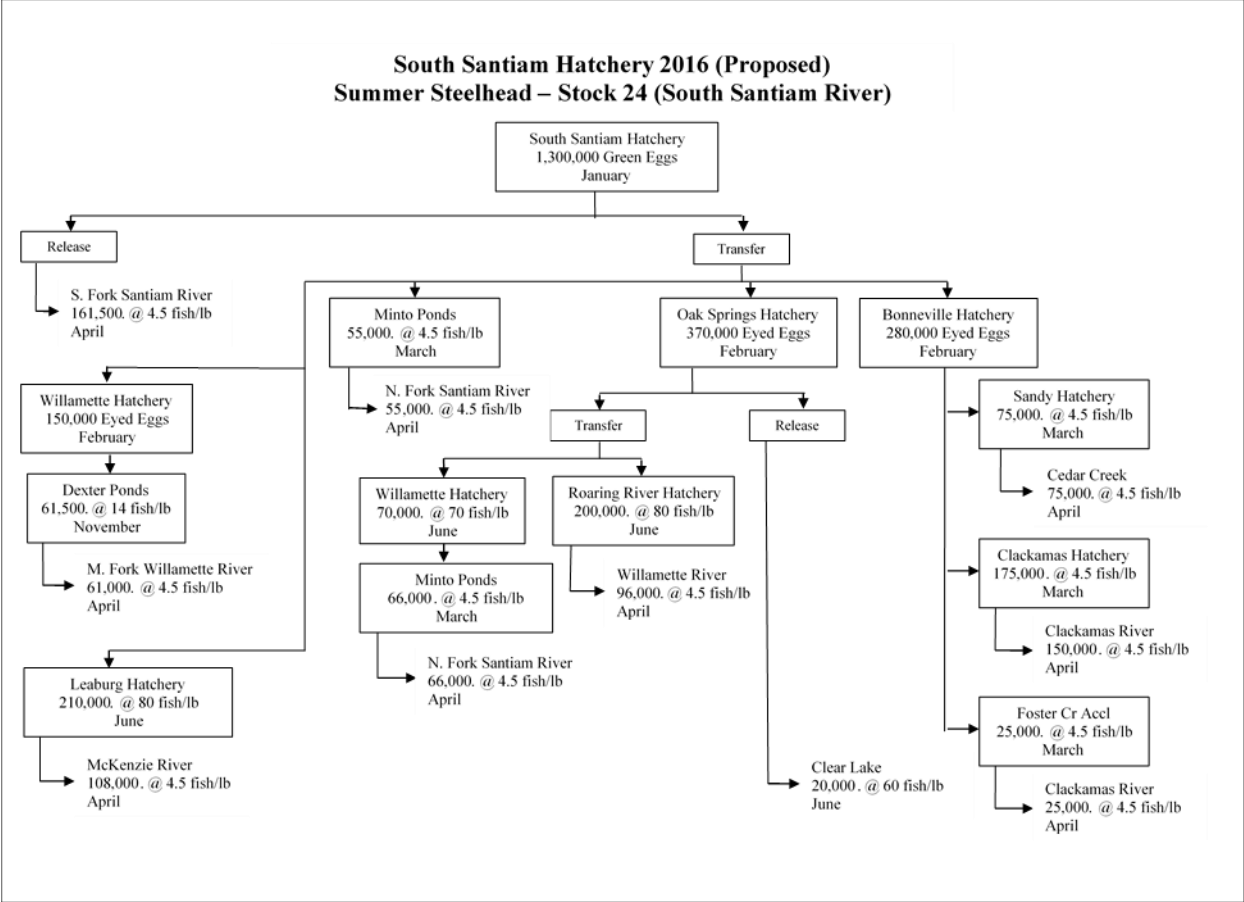 South Santiam Hatchery 2016 (Proposed)
Summer Steelhead – Stock 24 (South Santiam River)
South Santiam Hatchery
1,300,000 Green Eggs
January
Release
Transfer
S. Fork Santiam River
161,500. @ 4.5 fish/lb
April
Minto Ponds
55,000. @ 4.5 fish/lb
March
Oak Springs Hatchery
370,000 Eyed Eggs
February
Bonneville Hatchery
280,000 Eyed Eggs
February
Willamette Hatchery
150,000 Eyed Eggs
February
N. Fork Santiam River
55,000. @ 4.5 fish/lb
April
Transfer
Release
Sandy Hatchery
75,000. @ 4.5 fish/lb
March
Dexter Ponds
61,500. @ 14 fish/lb
November
Willamette Hatchery
70,000. @ 70 fish/lb
June
Roaring River Hatchery
200,000. @ 80 fish/lb
June
Cedar Creek
75,000. @ 4.5 fish/lb
April
M. Fork Willamette River
61,000. @ 4.5 fish/lb
April
Minto Ponds
66,000. @ 4.5 fish/lb
March
Willamette River
96,000. @ 4.5 fish/lb
April
Clackamas Hatchery
175,000. @ 4.5 fish/lb
March
Clackamas River
150,000. @ 4.5 fish/lb
April
Leaburg Hatchery
210,000. @ 80 fish/lb
June
N. Fork Santiam River
66,000. @ 4.5 fish/lb
April
Foster Cr Accl
25,000. @ 4.5 fish/lb
March
McKenzie River
108,000. @ 4.5 fish/lb
April
Clear Lake
20,000. @ 60 fish/lb
June
Clackamas River
25,000. @ 4.5 fish/lb
April